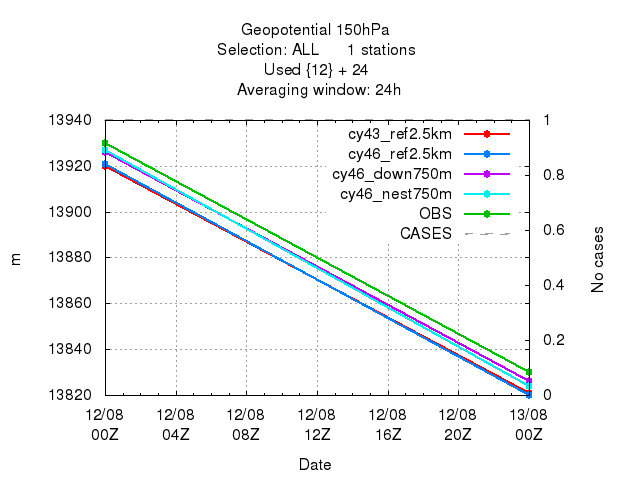 Geopotential 150hPa
Selection: ALL 1 stations
Used {12} + 24
Averaging window: 24h
13940
13920
13900
13880
13860
13840
13820
m
cy43_ref2.5km
cy46_ref2.5km
cy46_down750m
cy46_nest750m
OBS
CASES
1
0.8
0.6
0.4
0.2
0
No cases
12/08 12/08 12/08 12/08 12/08 12/08 13/08
00Z 04Z 08Z 12Z 16Z 20Z 00Z
Date